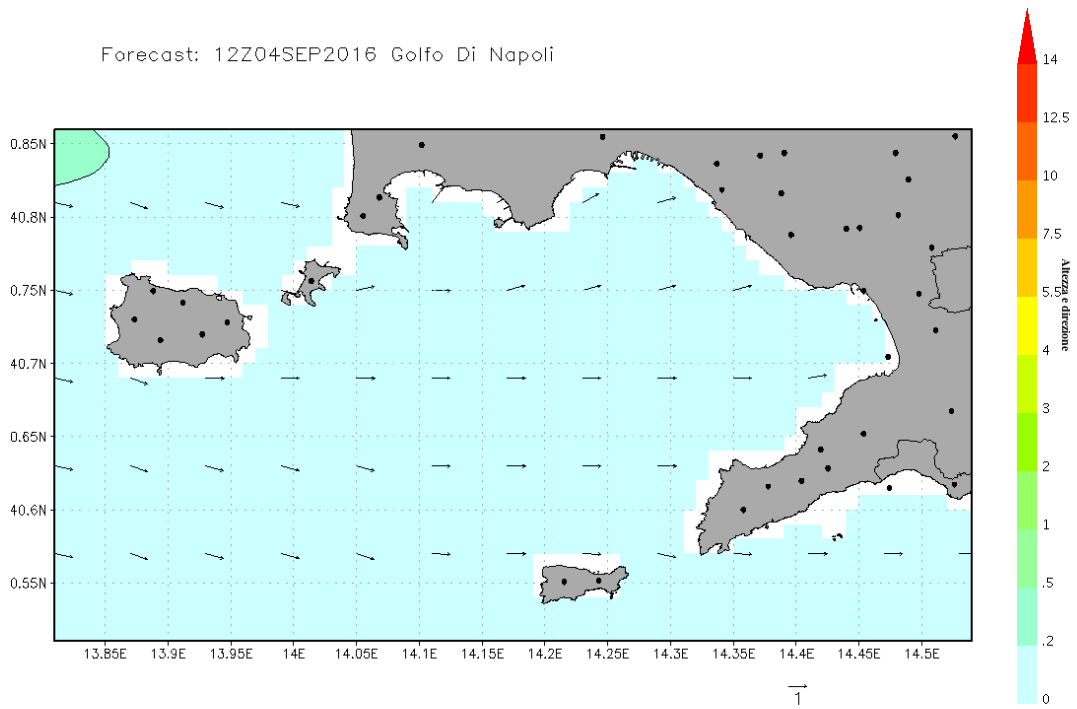 Forecast: 12Z04SEP2016 Golfo Di Napoli
0.85N
40.8N
0.75N
40.7N
0.65N
40.6N
0.55N
13.85E 13.9E 13.95E 14E 14.05E 14.1E 14.15E 14.2E 14.25E 14.3E 14.35E 14.4E 14.45E 14.5E
1
14
12.5
10
7.5
5.5
4
3
2
1
.5
.2
0
Altezza e direzione